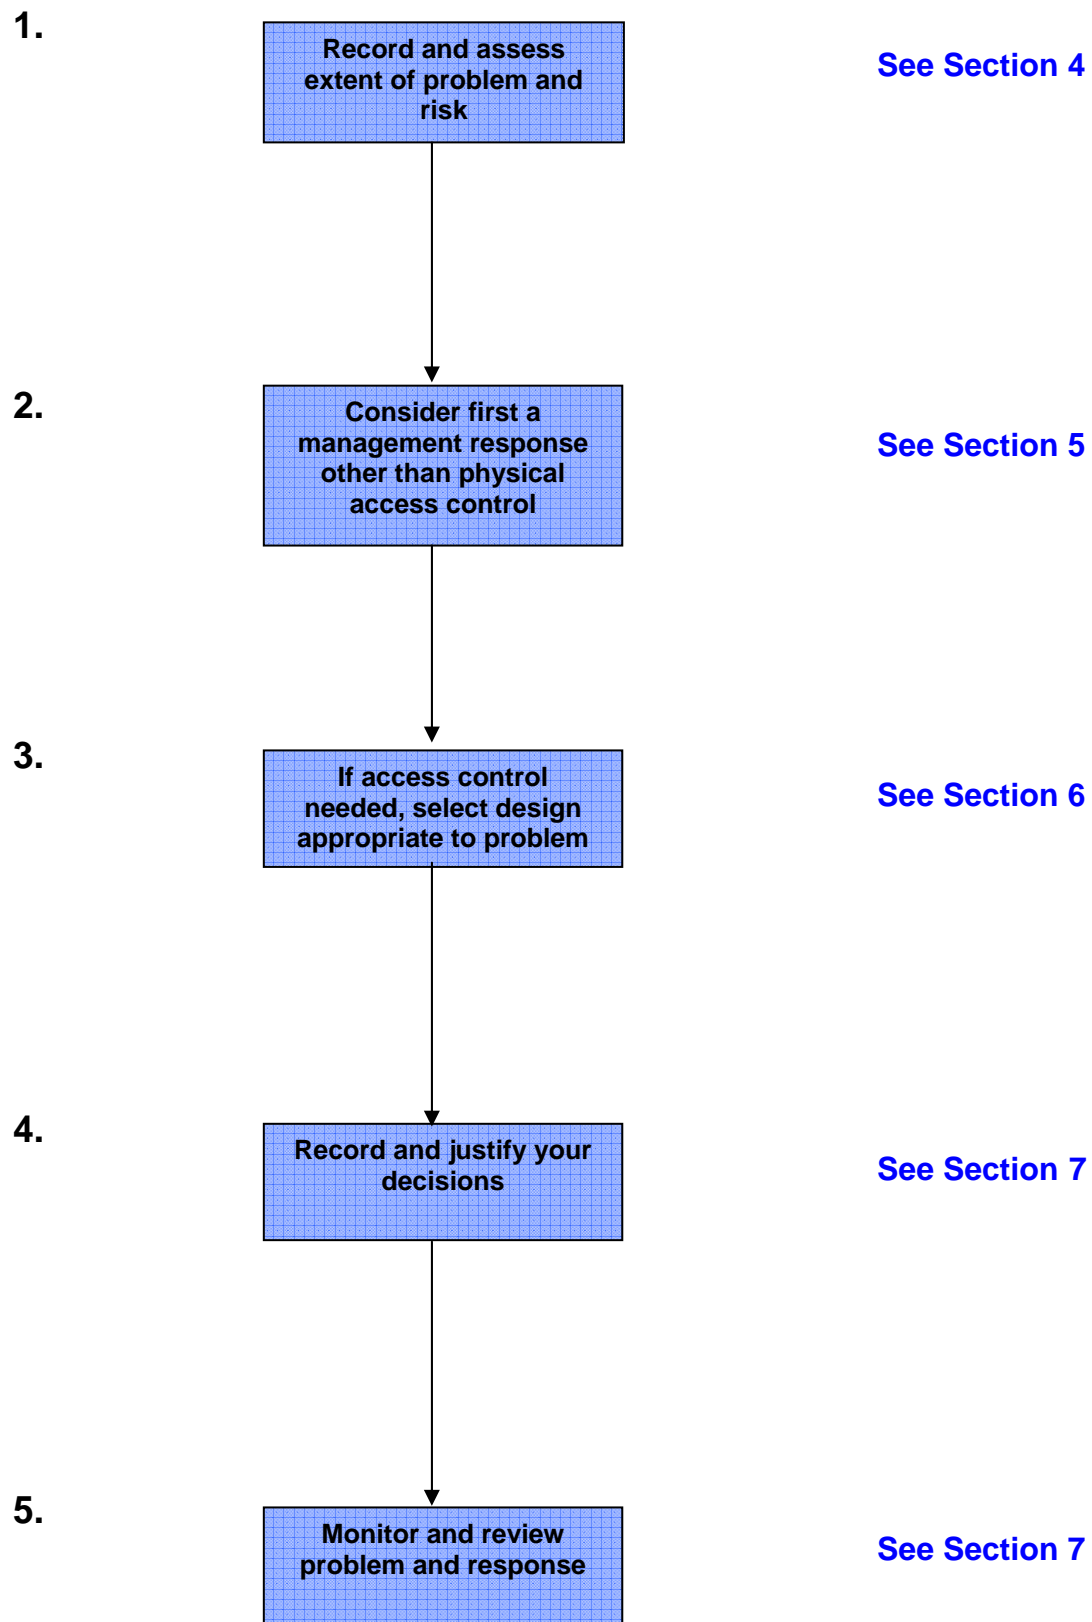 1.
Record and assess
extent of problem and
risk
See Section 4
2.
Consider first a
management response
other than physical
access control
See Section 5
3.
If access control
needed, select design
appropriate to problem
See Section 6
4.
Record and justify your
decisions
See Section 7
5.
Monitor and review
problem and response
See Section 7